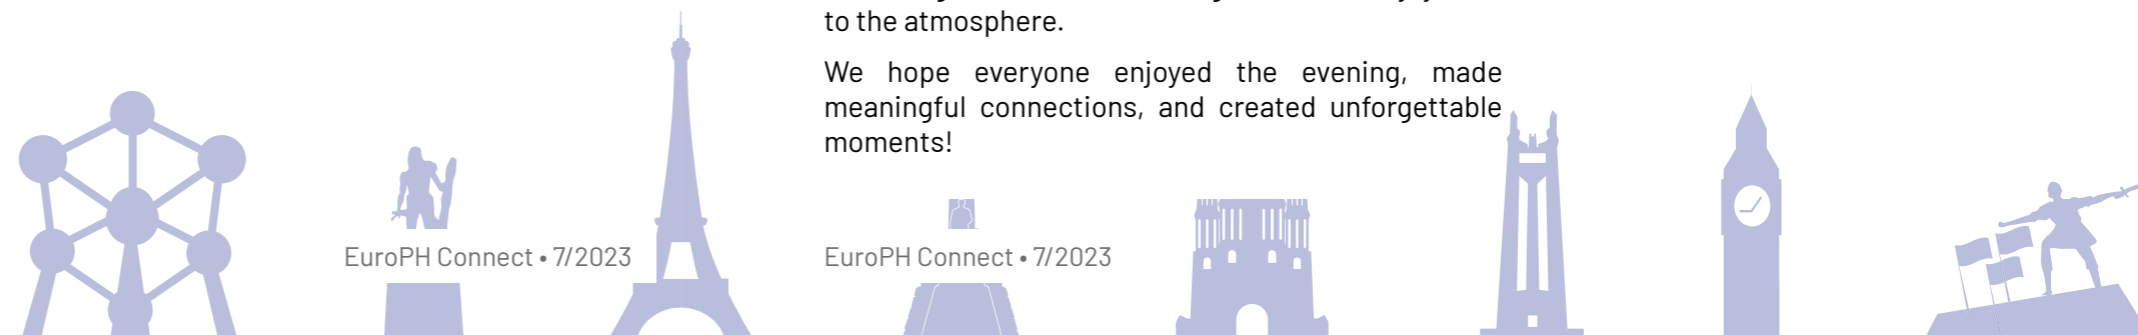 to the atmosphere.
We hope everyone enjoyed the evening, made
meaningful connections, and created unforgettable
moments!
EuroPH Connect • 7/2023
EuroPH Connect • 7/2023